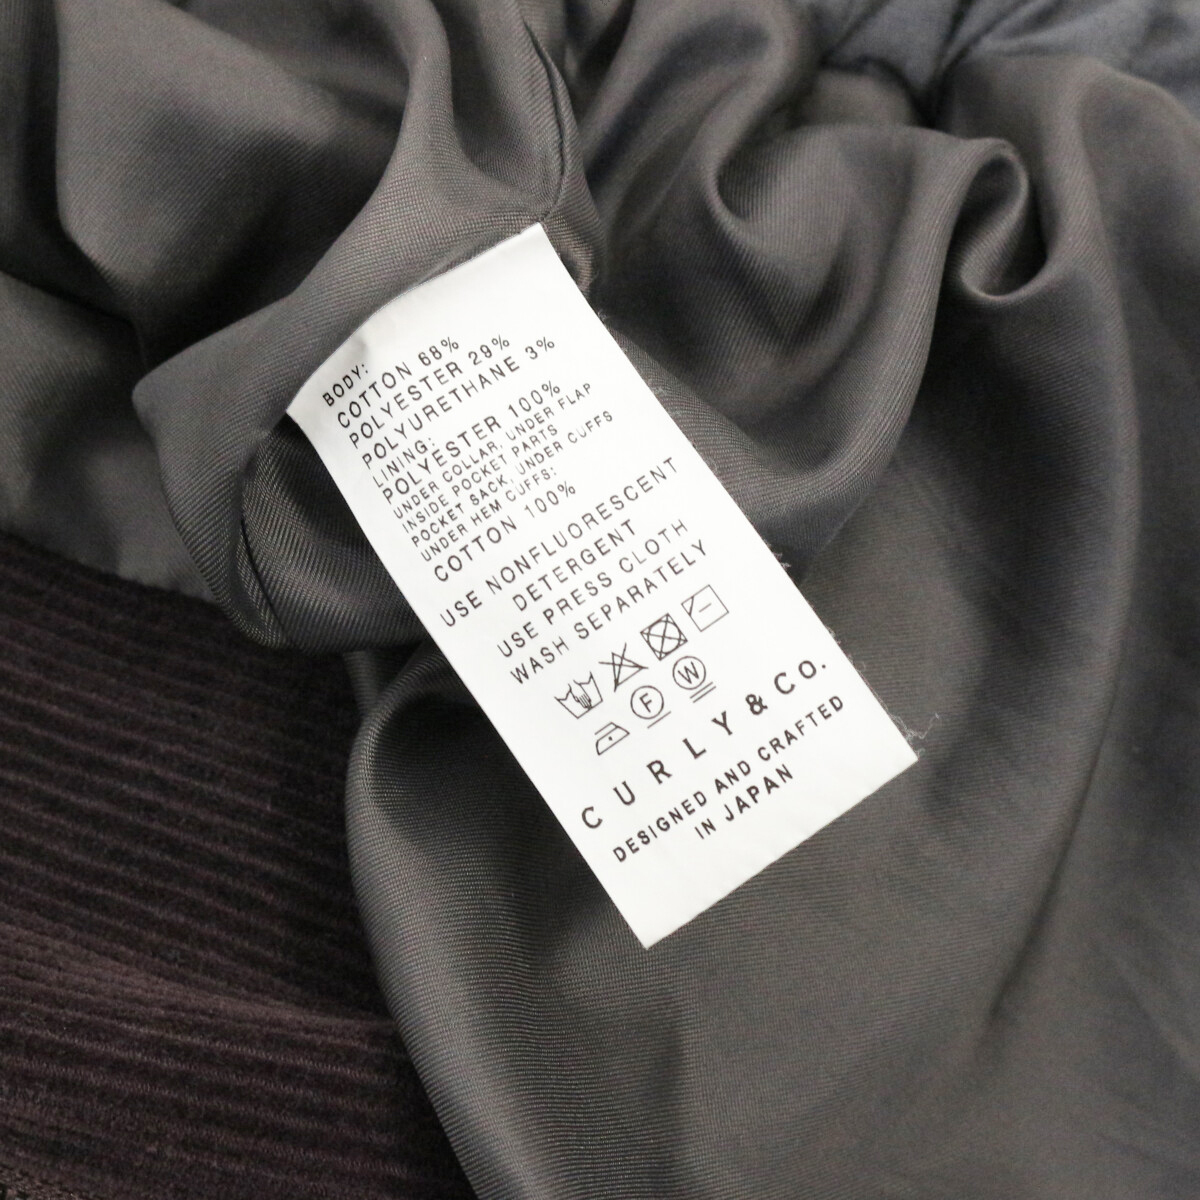 BODY:
COTTON 68%
POLYESTER 29%
POLYURETHANE 3%
LINING:
POLYESTER 100%
UNDER COLLAR, UNDER FLAP
INSIDE POCKET PARTS
POCKET SACK, UNDER CUFFS
UNDER HEM CUFFS:
COTTON 100%
USE NONFLUORESCENT
DETERGENT
USE PRESS CLOTH
WASH SEPARATELY
F W
CURLY & CO.
DESIGNED AND CRAFTED
IN JAPAN